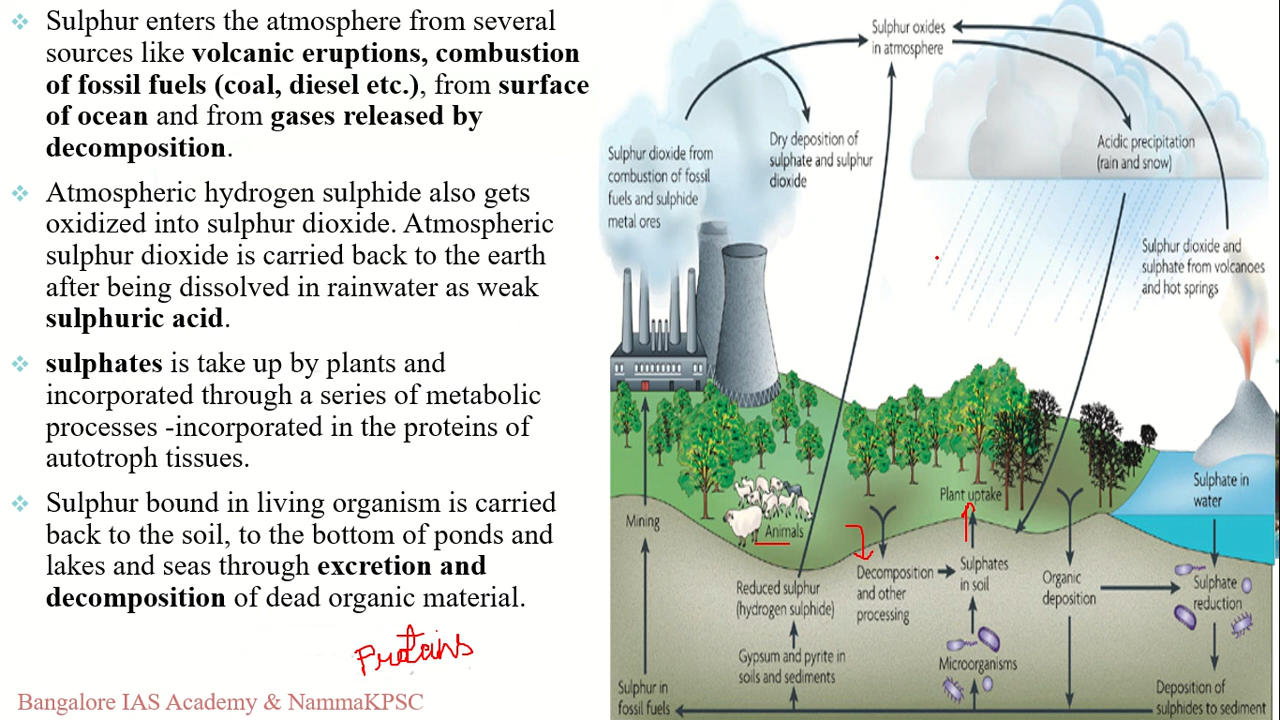 ❖ Sulphur enters the atmosphere from several
sources like volcanic eruptions, combustion
of fossil fuels (coal, diesel etc.), from surface
of ocean and from gases released by
decomposition.
❖ Atmospheric hydrogen sulphide also gets
oxidized into sulphur dioxide. Atmospheric
sulphur dioxide is carried back to the earth
after being dissolved in rainwater as weak
sulphuric acid.
❖ sulphates is take up by plants and
incorporated through a series of metabolic
processes -incorporated in the proteins of
autotroph tissues.
❖ Sulphur bound in living organism is carried
back to the soil, to the bottom of ponds and
lakes and seas through excretion and
decomposition of dead organic material.
Proteins
Bangalore IAS Academy & NammaKPSC
Sulphur oxides
in atmosphere
Sulphur dioxide from
combustion of fossil
fuels and sulphide
metal ores
Dry deposition of
sulphate and sulphur
dioxide
Acidic precipitation
(rain and snow)
Sulphur dioxide and
sulphate from volcanoes
and hot springs
Mining
Animals
Plant uptake
Sulphate in
water
Reduced sulphur
(hydrogen sulphide)
Decomposition
and other
processing
Sulphates
in soil
Organic
deposition
Sulphate
reduction
Gypsum and pyrite in
soils and sediments
Microorganisms
Sulphur in
fossil fuels
Deposition of
sulphides to sediment